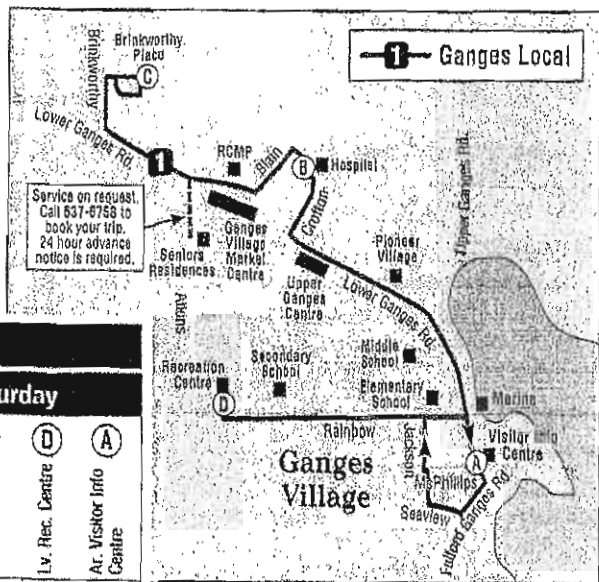 1 Ganges Local
Brinkworthy
Brinkworthy
Place
C
Lower Ganges Rd.
1
RCMP
Blain
B
Hospital
Crofton
Upper Ganges Rd.
Service on request.
Call 537-6758 to
book your trip.
24 hour advance
notice is required.
Seniors
Residences
Ganges
Village
Market
Centre
Upper
Ganges
Centre
Pioneer
Village
Lower Ganges Rd.
Atkins
Recreation
Centre
D
Secondary
School
Middle
School
Elementary
School
Marina
Rainbow
Jackson
Visitor Info
Centre
A
Ganges
Village
McPhillips
Seaview
Fulford Ganges Rd.
urday
D
Lv. Rec. Centre
A
Ar. Visitor Info
Centre